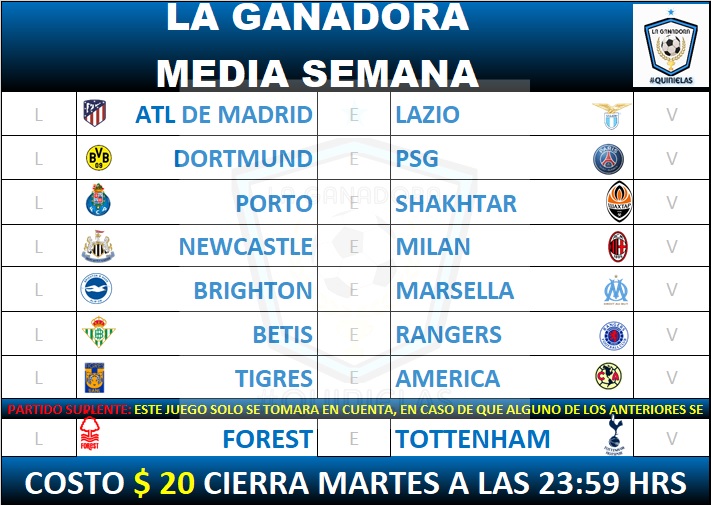 LA GANADORA
MEDIA SEMANA
LA GANADORA
#QUINIELAS
L ATL DE MADRID E LAZIO V
L DORTMUND E PSG V
L PORTO E SHAKHTAR V
L NEWCASTLE E MILAN V
L BRIGHTON E MARSELLA V
L BETIS E RANGERS V
L TIGRES E AMERICA V
PARTIDO SUPLENTE: ESTE JUEGO SOLO SE TOMARA EN CUENTA, EN CASO DE QUE ALGUNO DE LOS ANTERIORES SE
L FOREST E TOTTENHAM V
COSTO $ 20 CIERRA MARTES A LAS 23:59 HRS